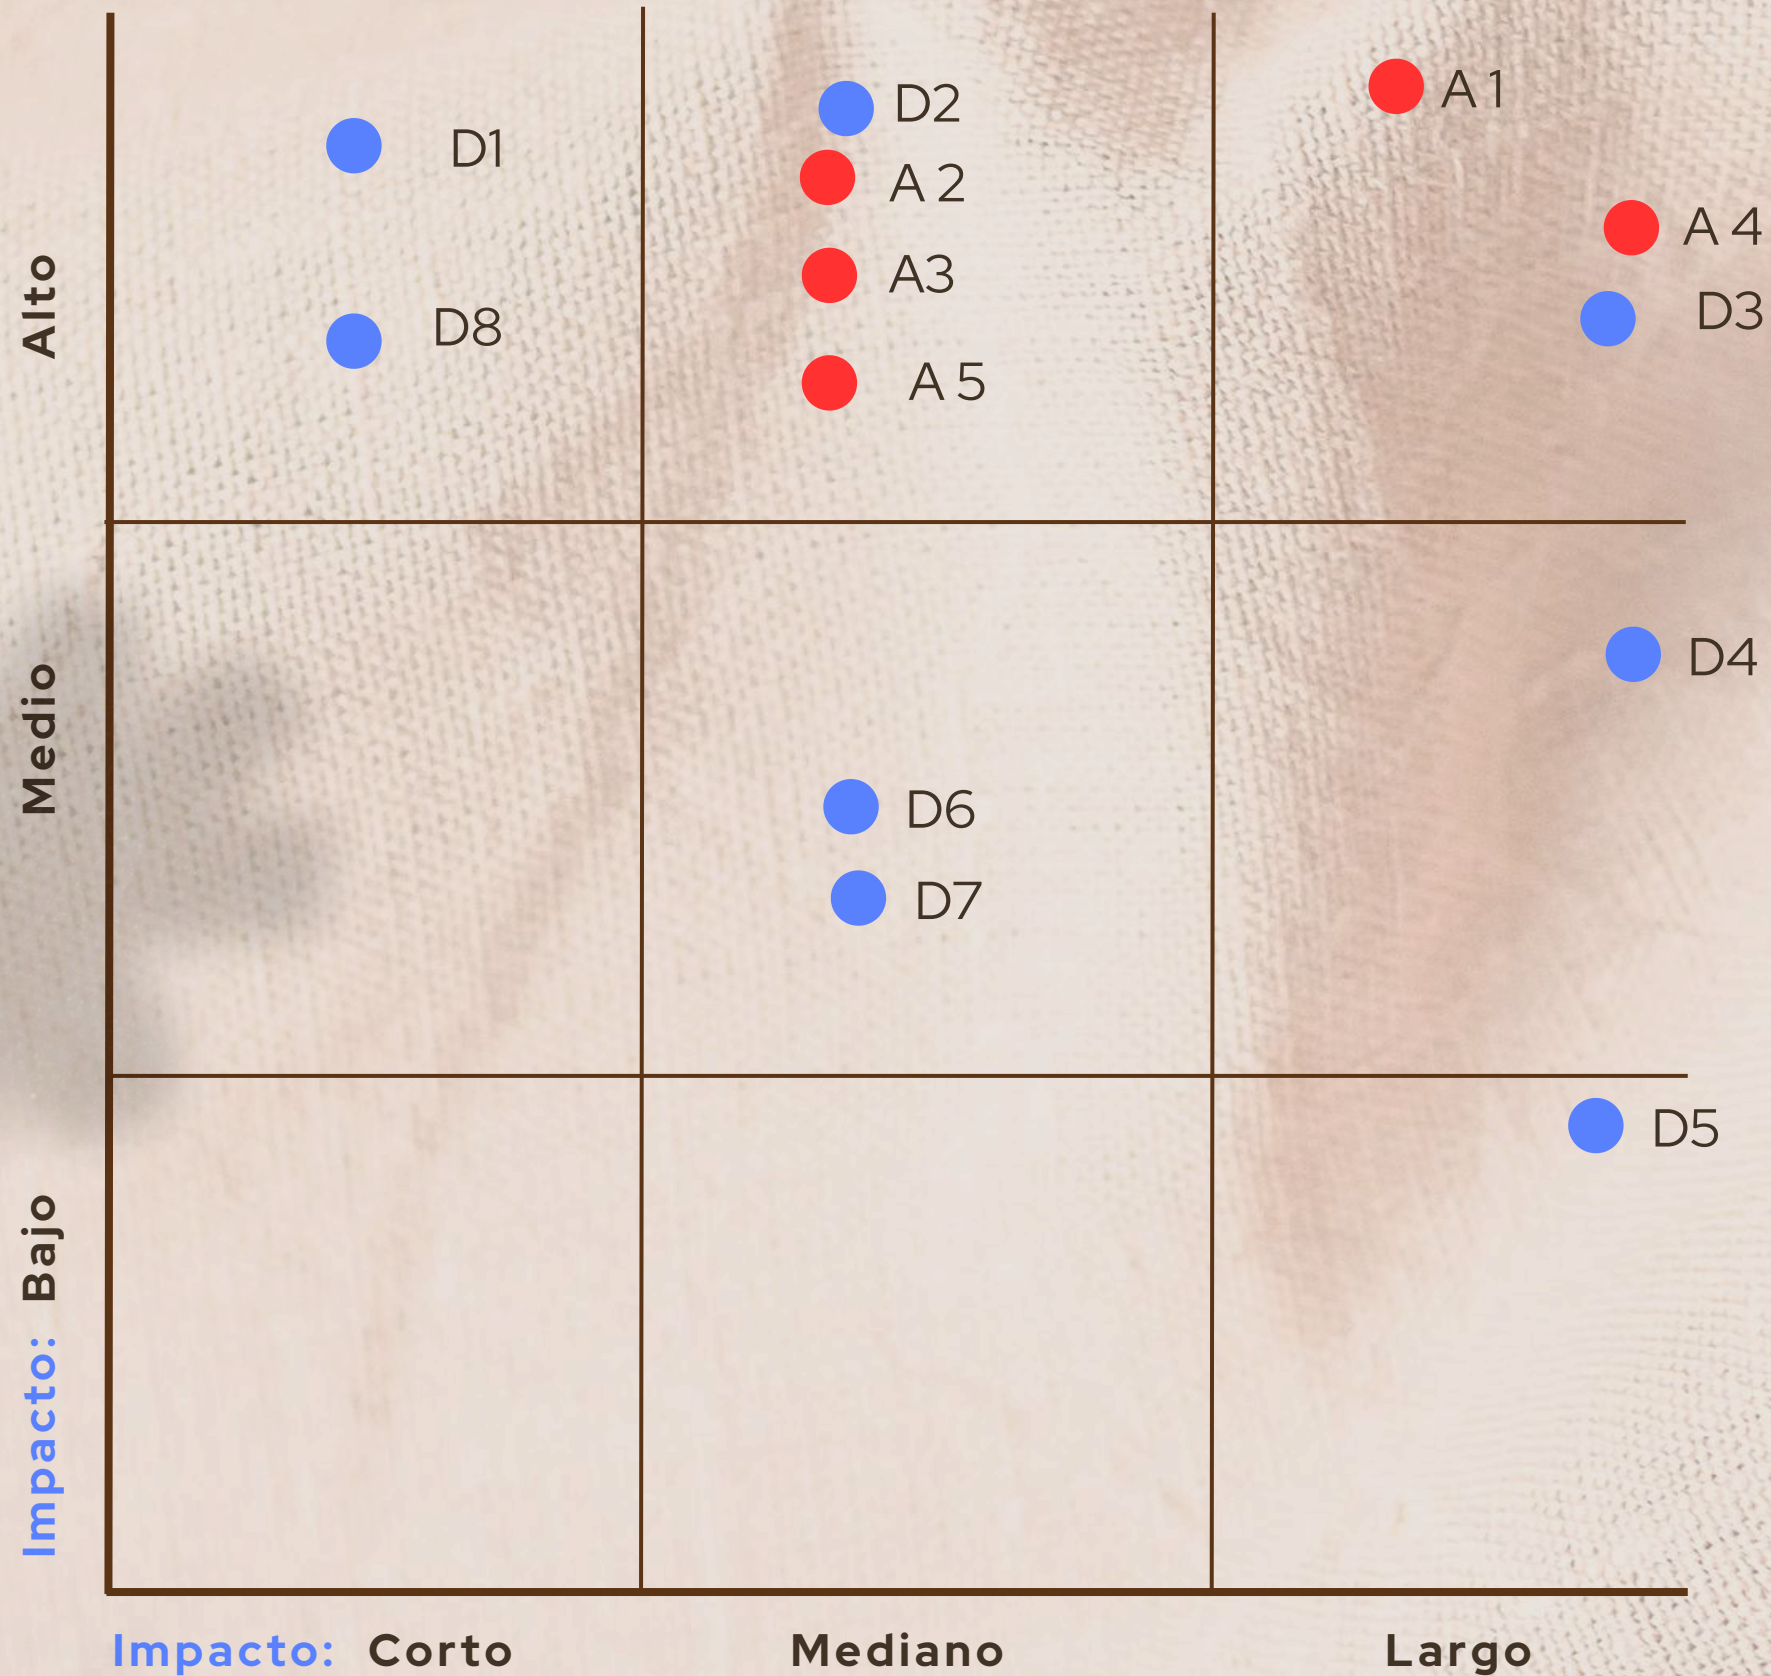 D1
D2
A 1
A 2
A 4
A3
D3
D8
A 5
Alto
D4
Medio
D6
D7
D5
Impacto: Bajo
Impacto: Corto Mediano Largo